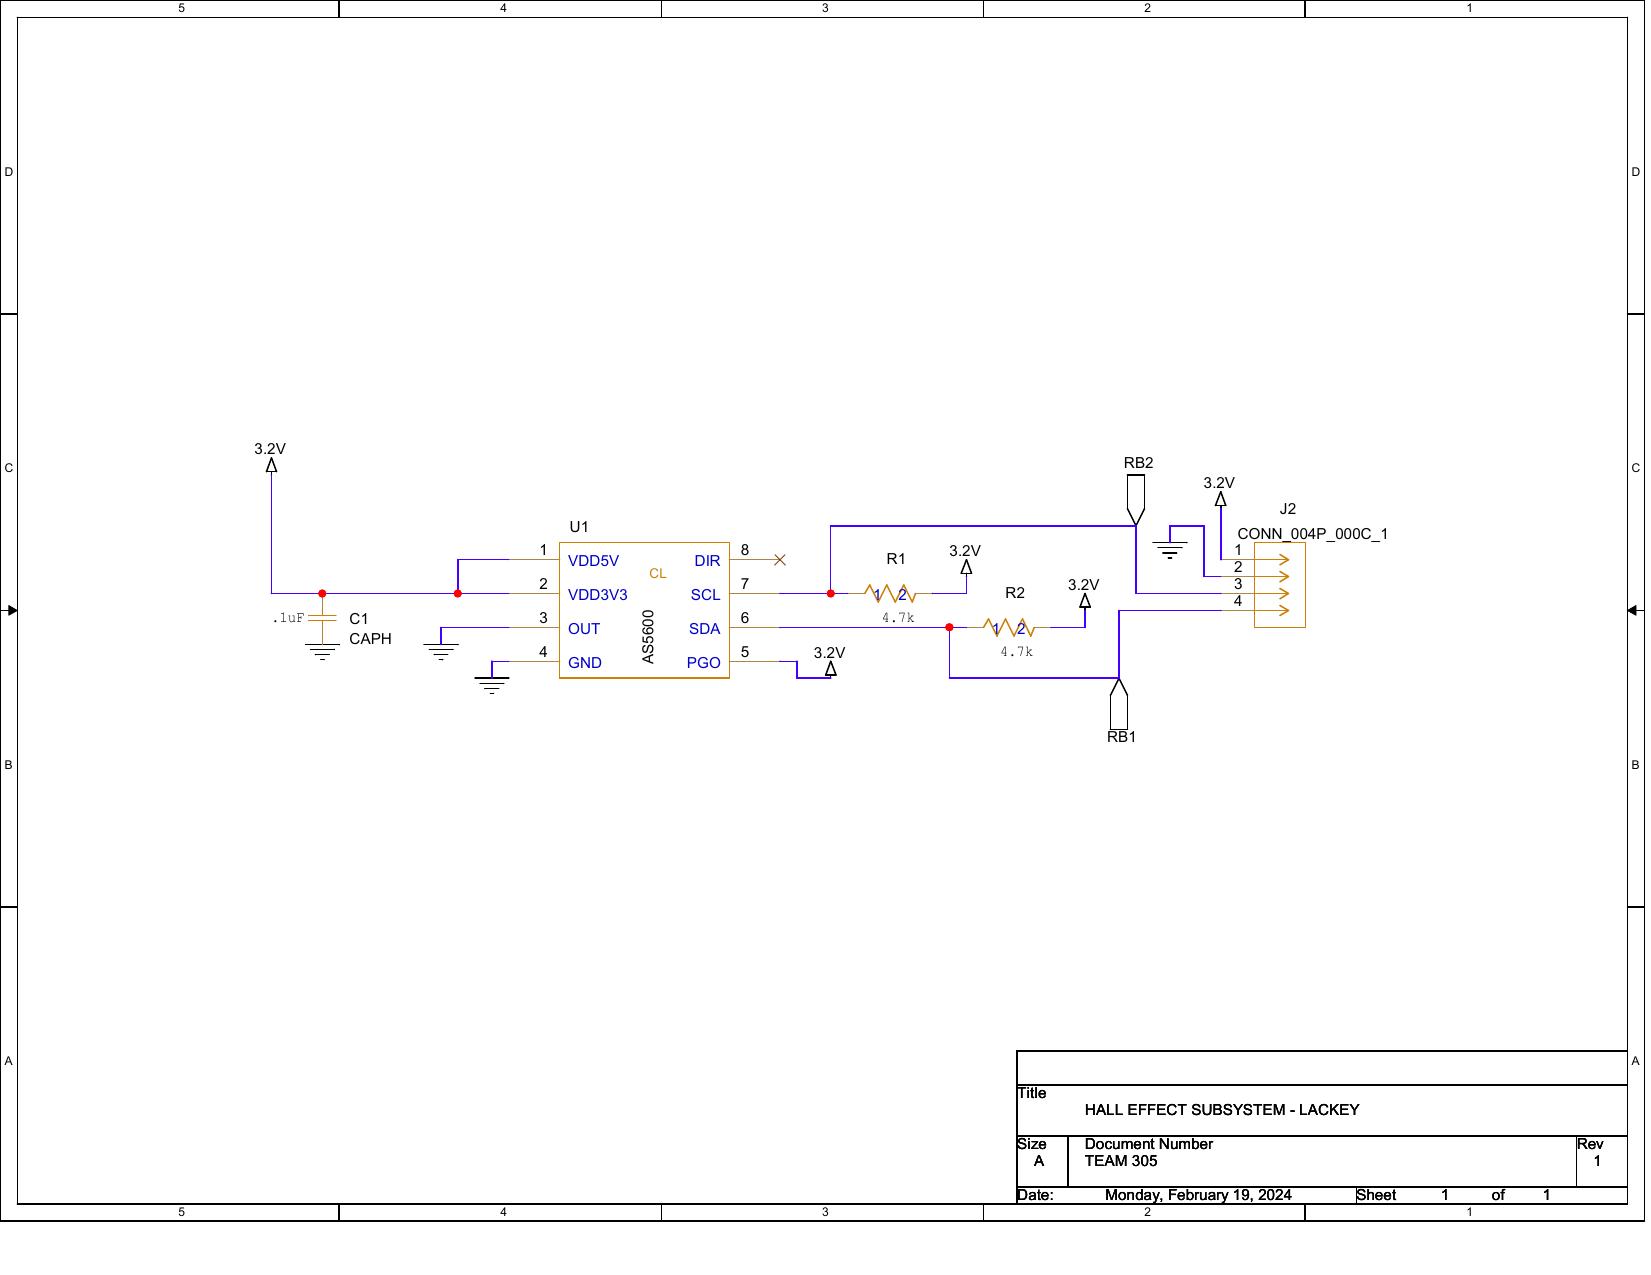 5 4 3 2 1
D D
C C
B B
A A
3.2V
.1uF
C1
CAPH
U1
1 VDD5V
2 VDD3V3
3 OUT
4 GND
CL
AS5600
DIR 8
SCL 7
SDA 6
PGO 5
3.2V
R1
1 2
4.7k
3.2V
R2
1 2
4.7k
3.2V
RB2
RB1
3.2V
J2
CONN_004P_000C_1
1
2
3
4
Title
HALL EFFECT SUBSYSTEM - LACKEY
Size Document Number Rev
A TEAM 305 1
Date: Monday, February 19, 2024 Sheet 1 of 1
5 4 3 2 1